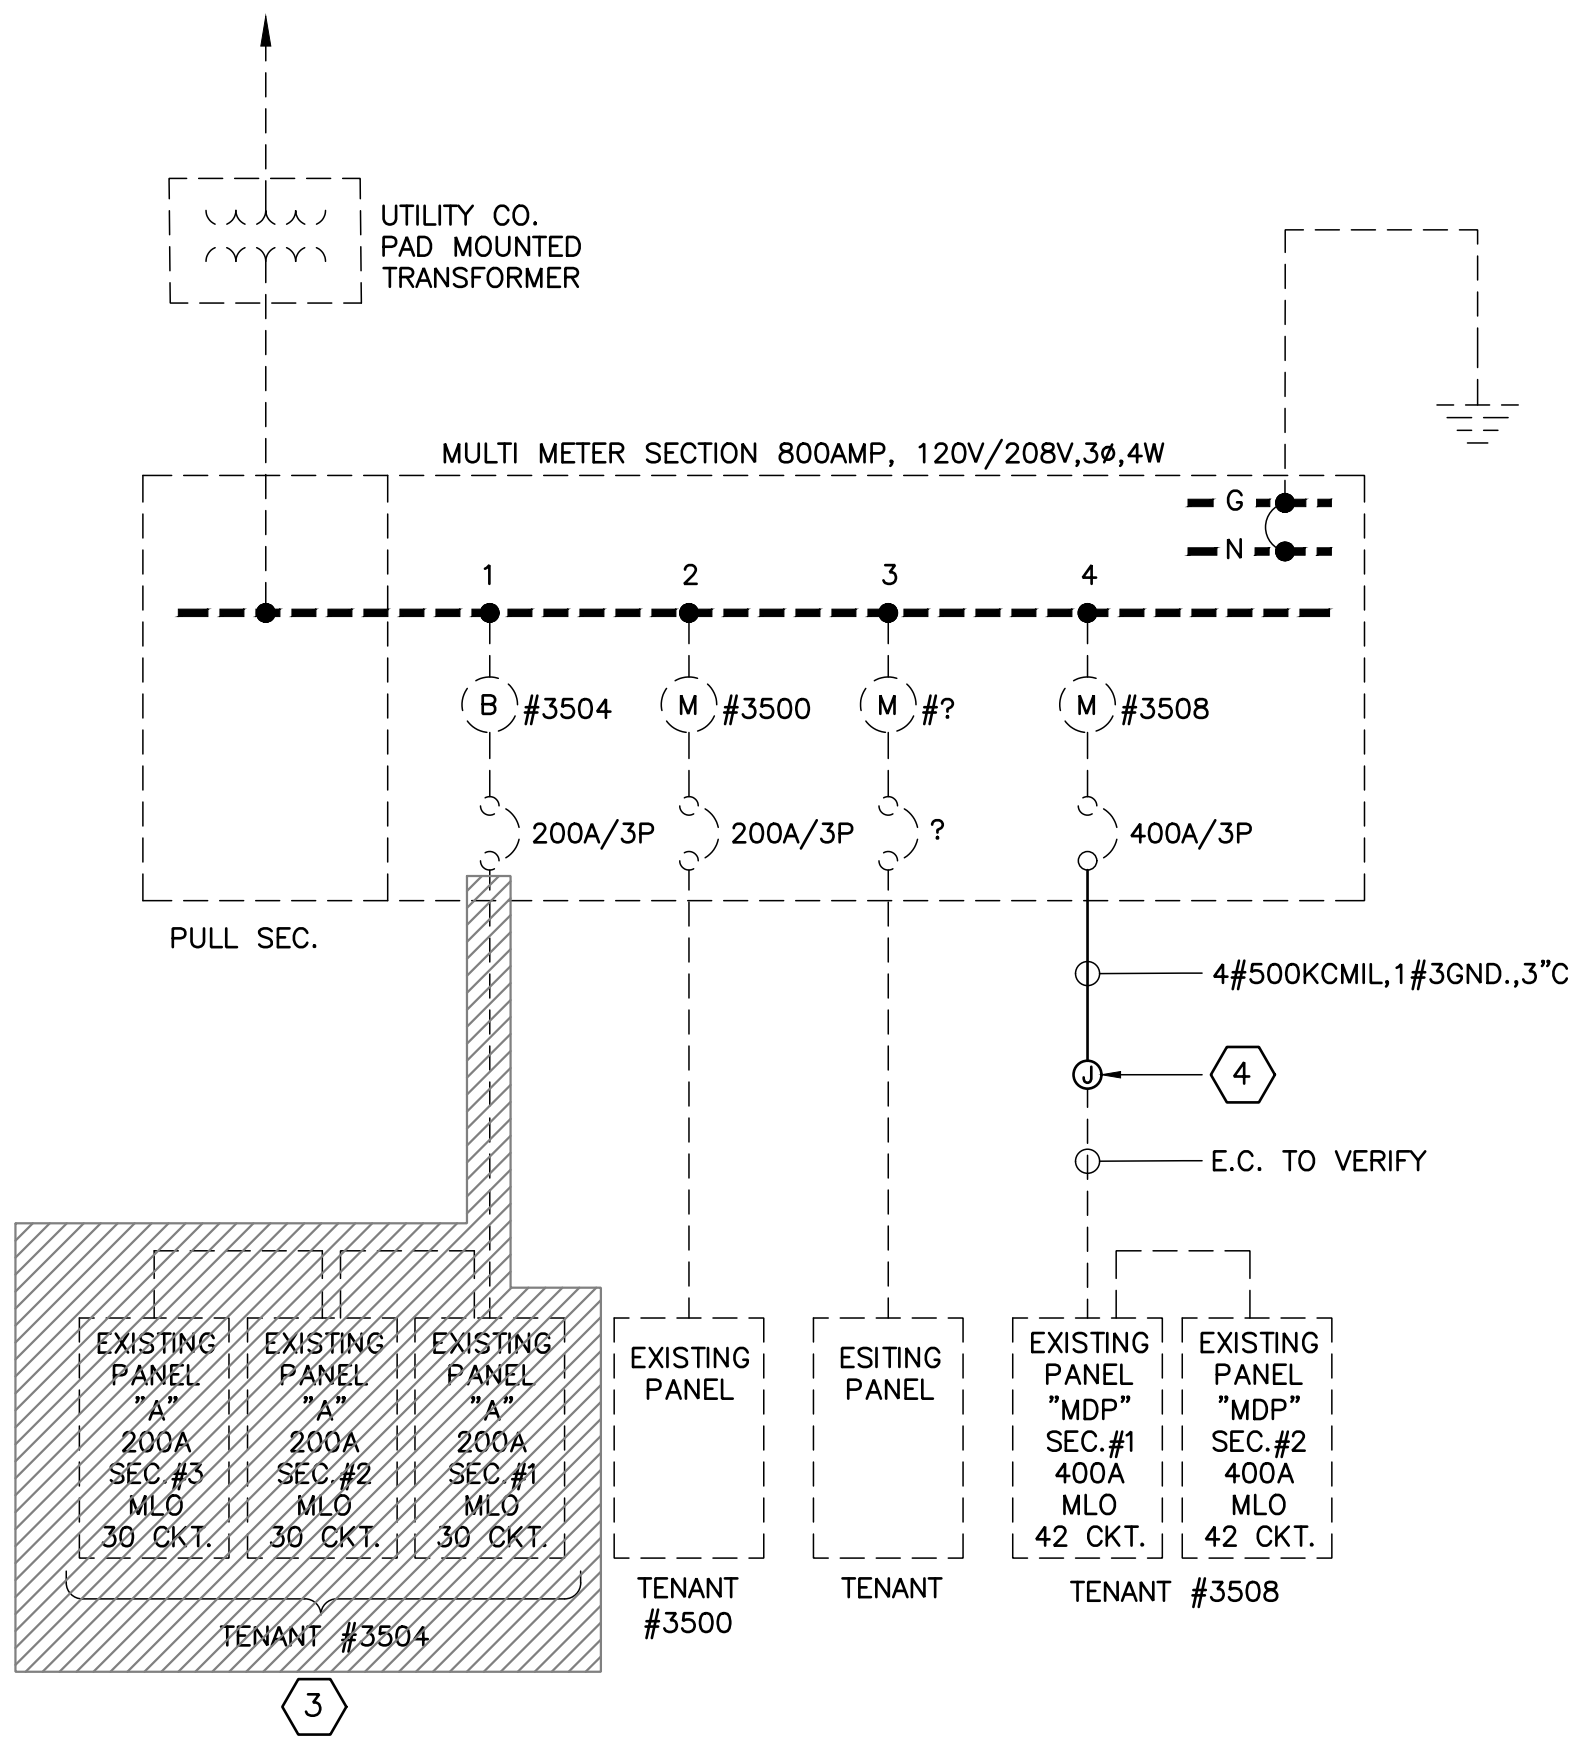 UTILITY CO.
PAD MOUNTED
TRANSFORMER
MULTI METER SECTION 800AMP, 120V/208V,3ø,4W
G
N
1
2
3
4
B
#3504
M
#3500
M
#?
M
#3508
200A/3P
200A/3P
?
400A/3P
PULL SEC.
4#500KCMIL,1#3GND.,3"C
J
4
E.C. TO VERIFY
EXISTING
PANEL
"A"
200A
SEC.#3
MLO
30 CKT.
EXISTING
PANEL
"A"
200A
SEC.#2
MLO
30 CKT.
EXISTING
PANEL
"A"
200A
SEC.#1
MLO
30 CKT.
EXISTING
PANEL
ESITING
PANEL
EXISTING
PANEL
"MDP"
SEC.#1
400A
MLO
42 CKT.
EXISTING
PANEL
"MDP"
SEC.#2
400A
MLO
42 CKT.
TENANT #3504
TENANT
#3500
TENANT
TENANT #3508
3